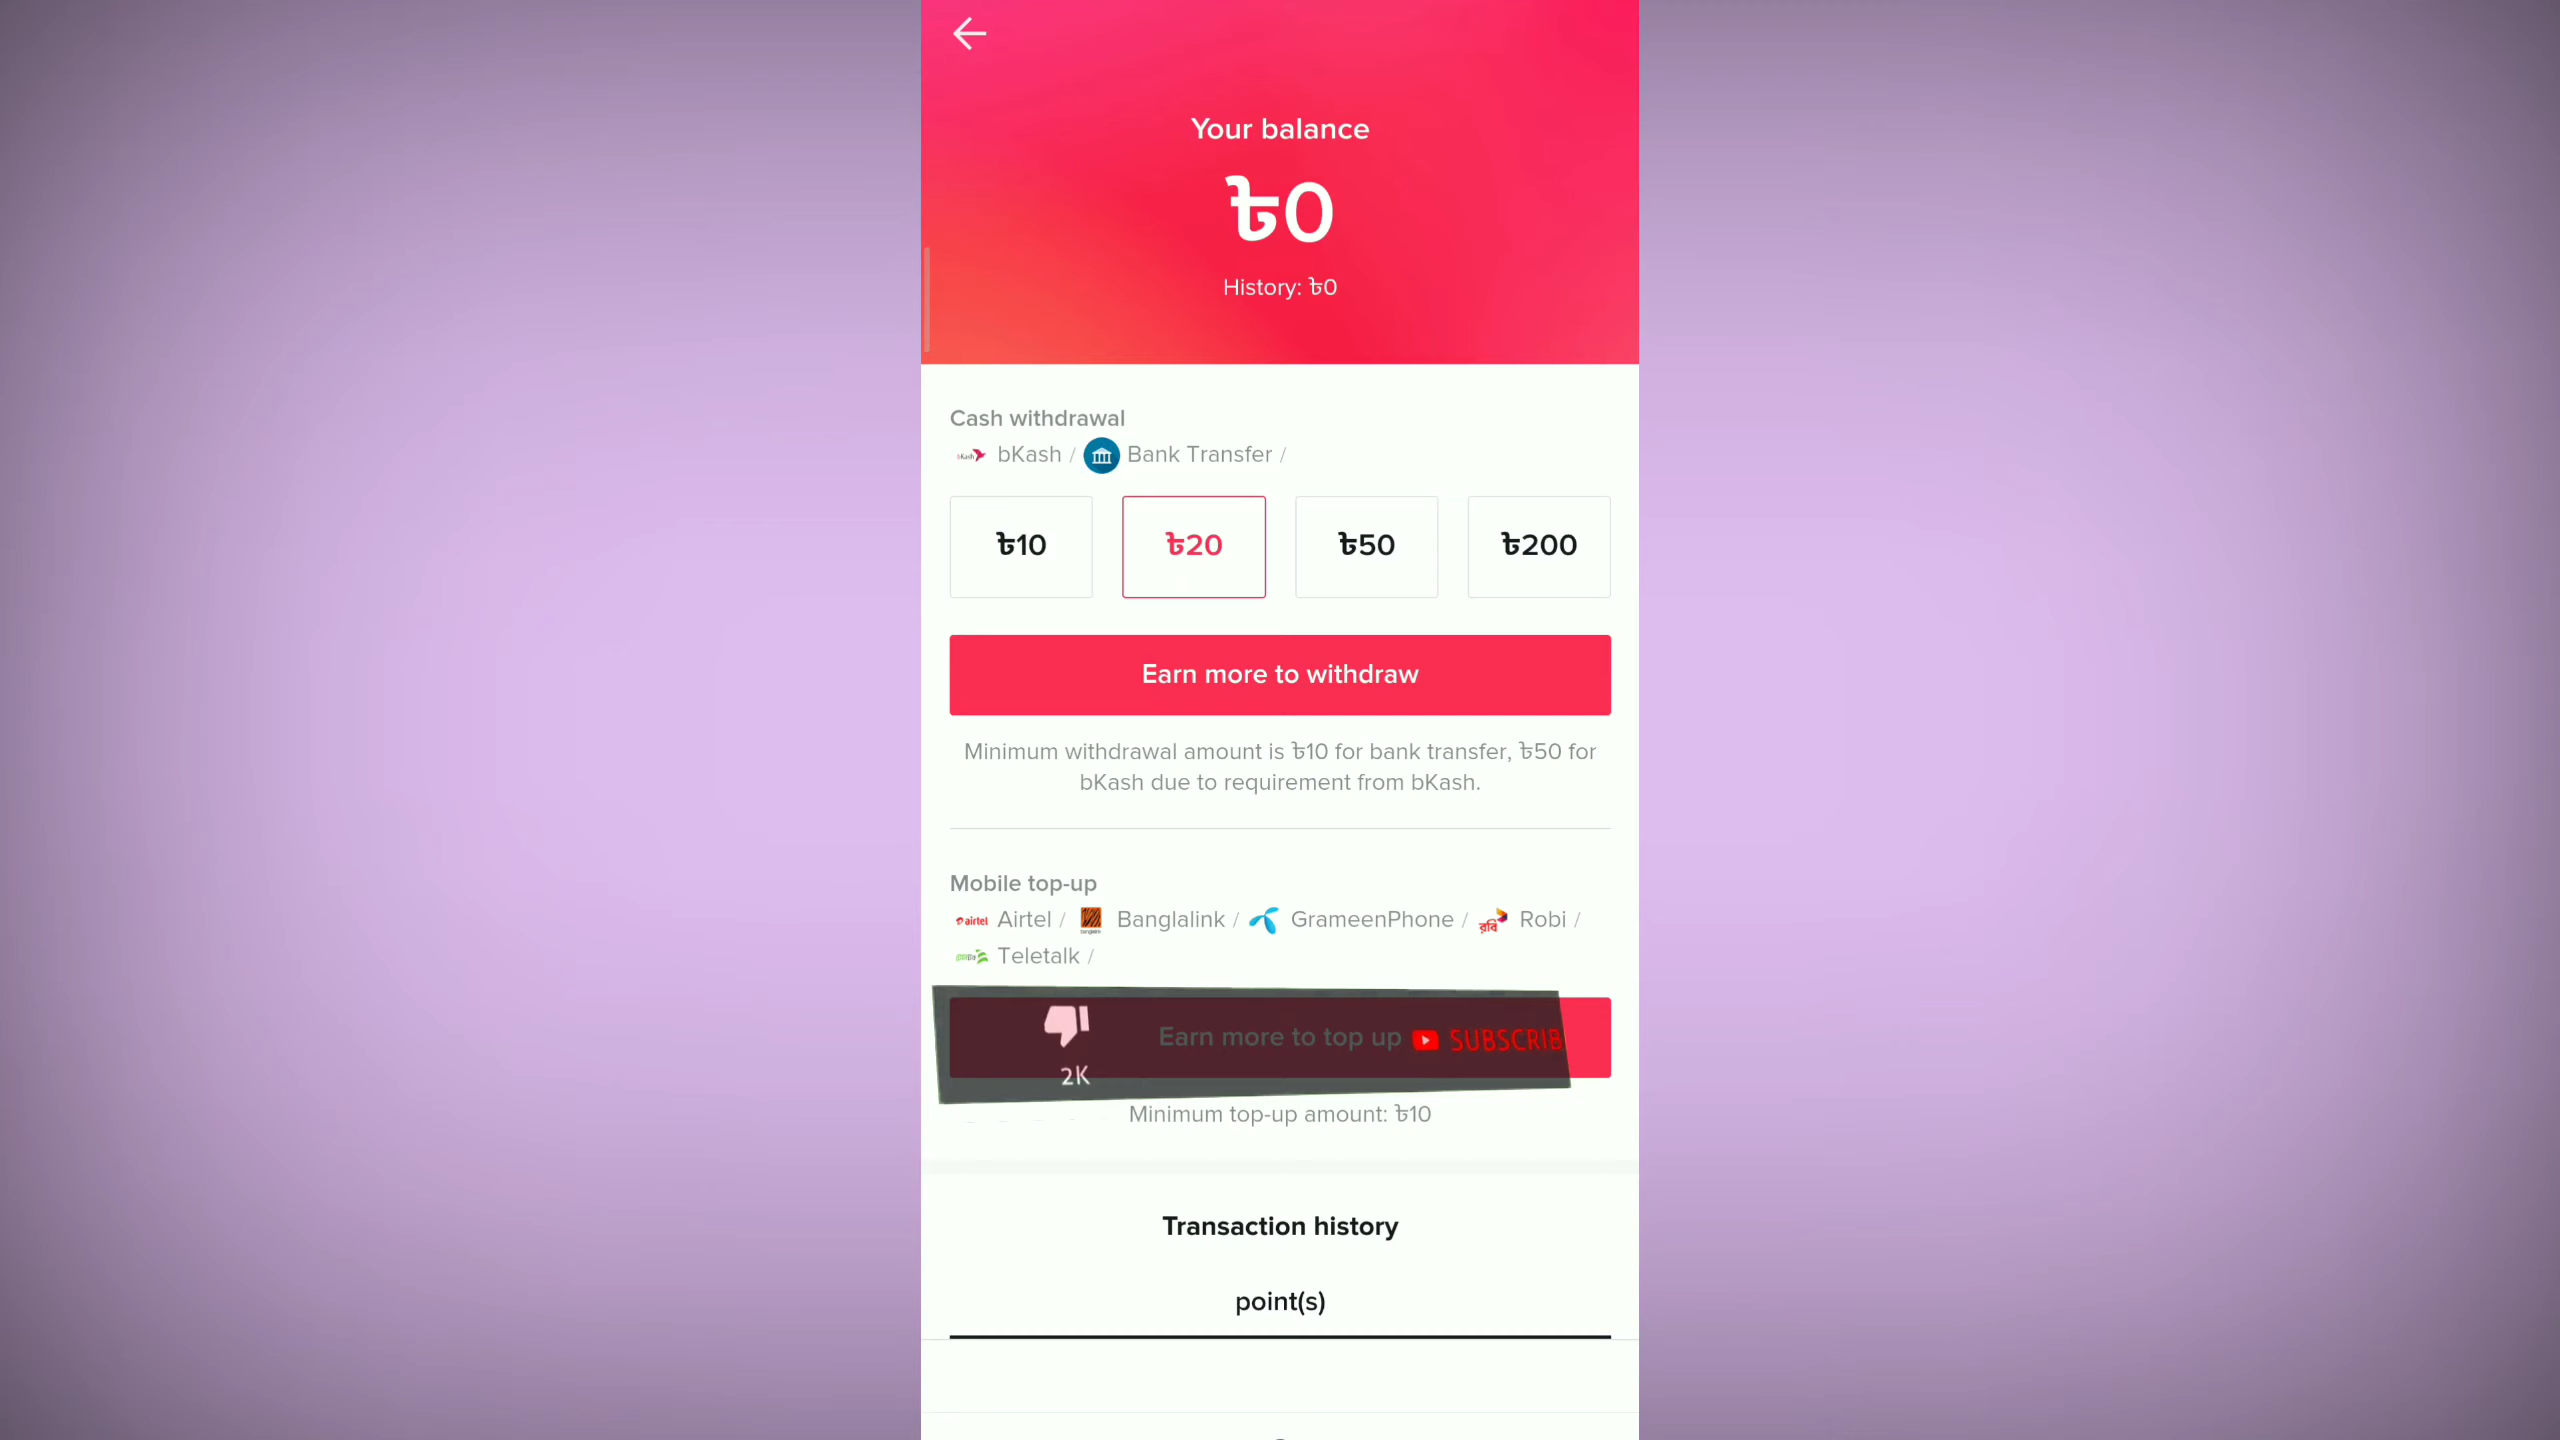 Your balance
৳0
History: ৳0
Cash withdrawal
bKash / Bank Transfer /
৳10 ৳20 ৳50 ৳200
Earn more to withdraw
Minimum withdrawal amount is ৳10 for bank transfer, ৳50 for
bKash due to requirement from bKash.
Mobile top-up
airtel Airtel / Banglalink / GrameenPhone / রবি Robi /
Teletalk /
Earn more to top up SUBSCRIB
2K
Minimum top-up amount: ৳10
Transaction history
point(s)